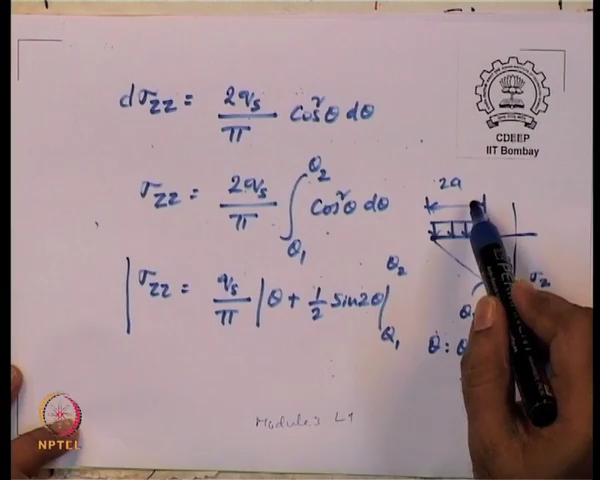 dσzz = 2qs/π cos²θ dθ
σzz = 2qs/π ∫θ1^θ2 cos²θ dθ
σzz = qs/π |θ + 1/2 sin2θ|θ1^θ2
2a
σz
θ:
Module 3 L9
CDEEP
IIT Bombay
NPTEL